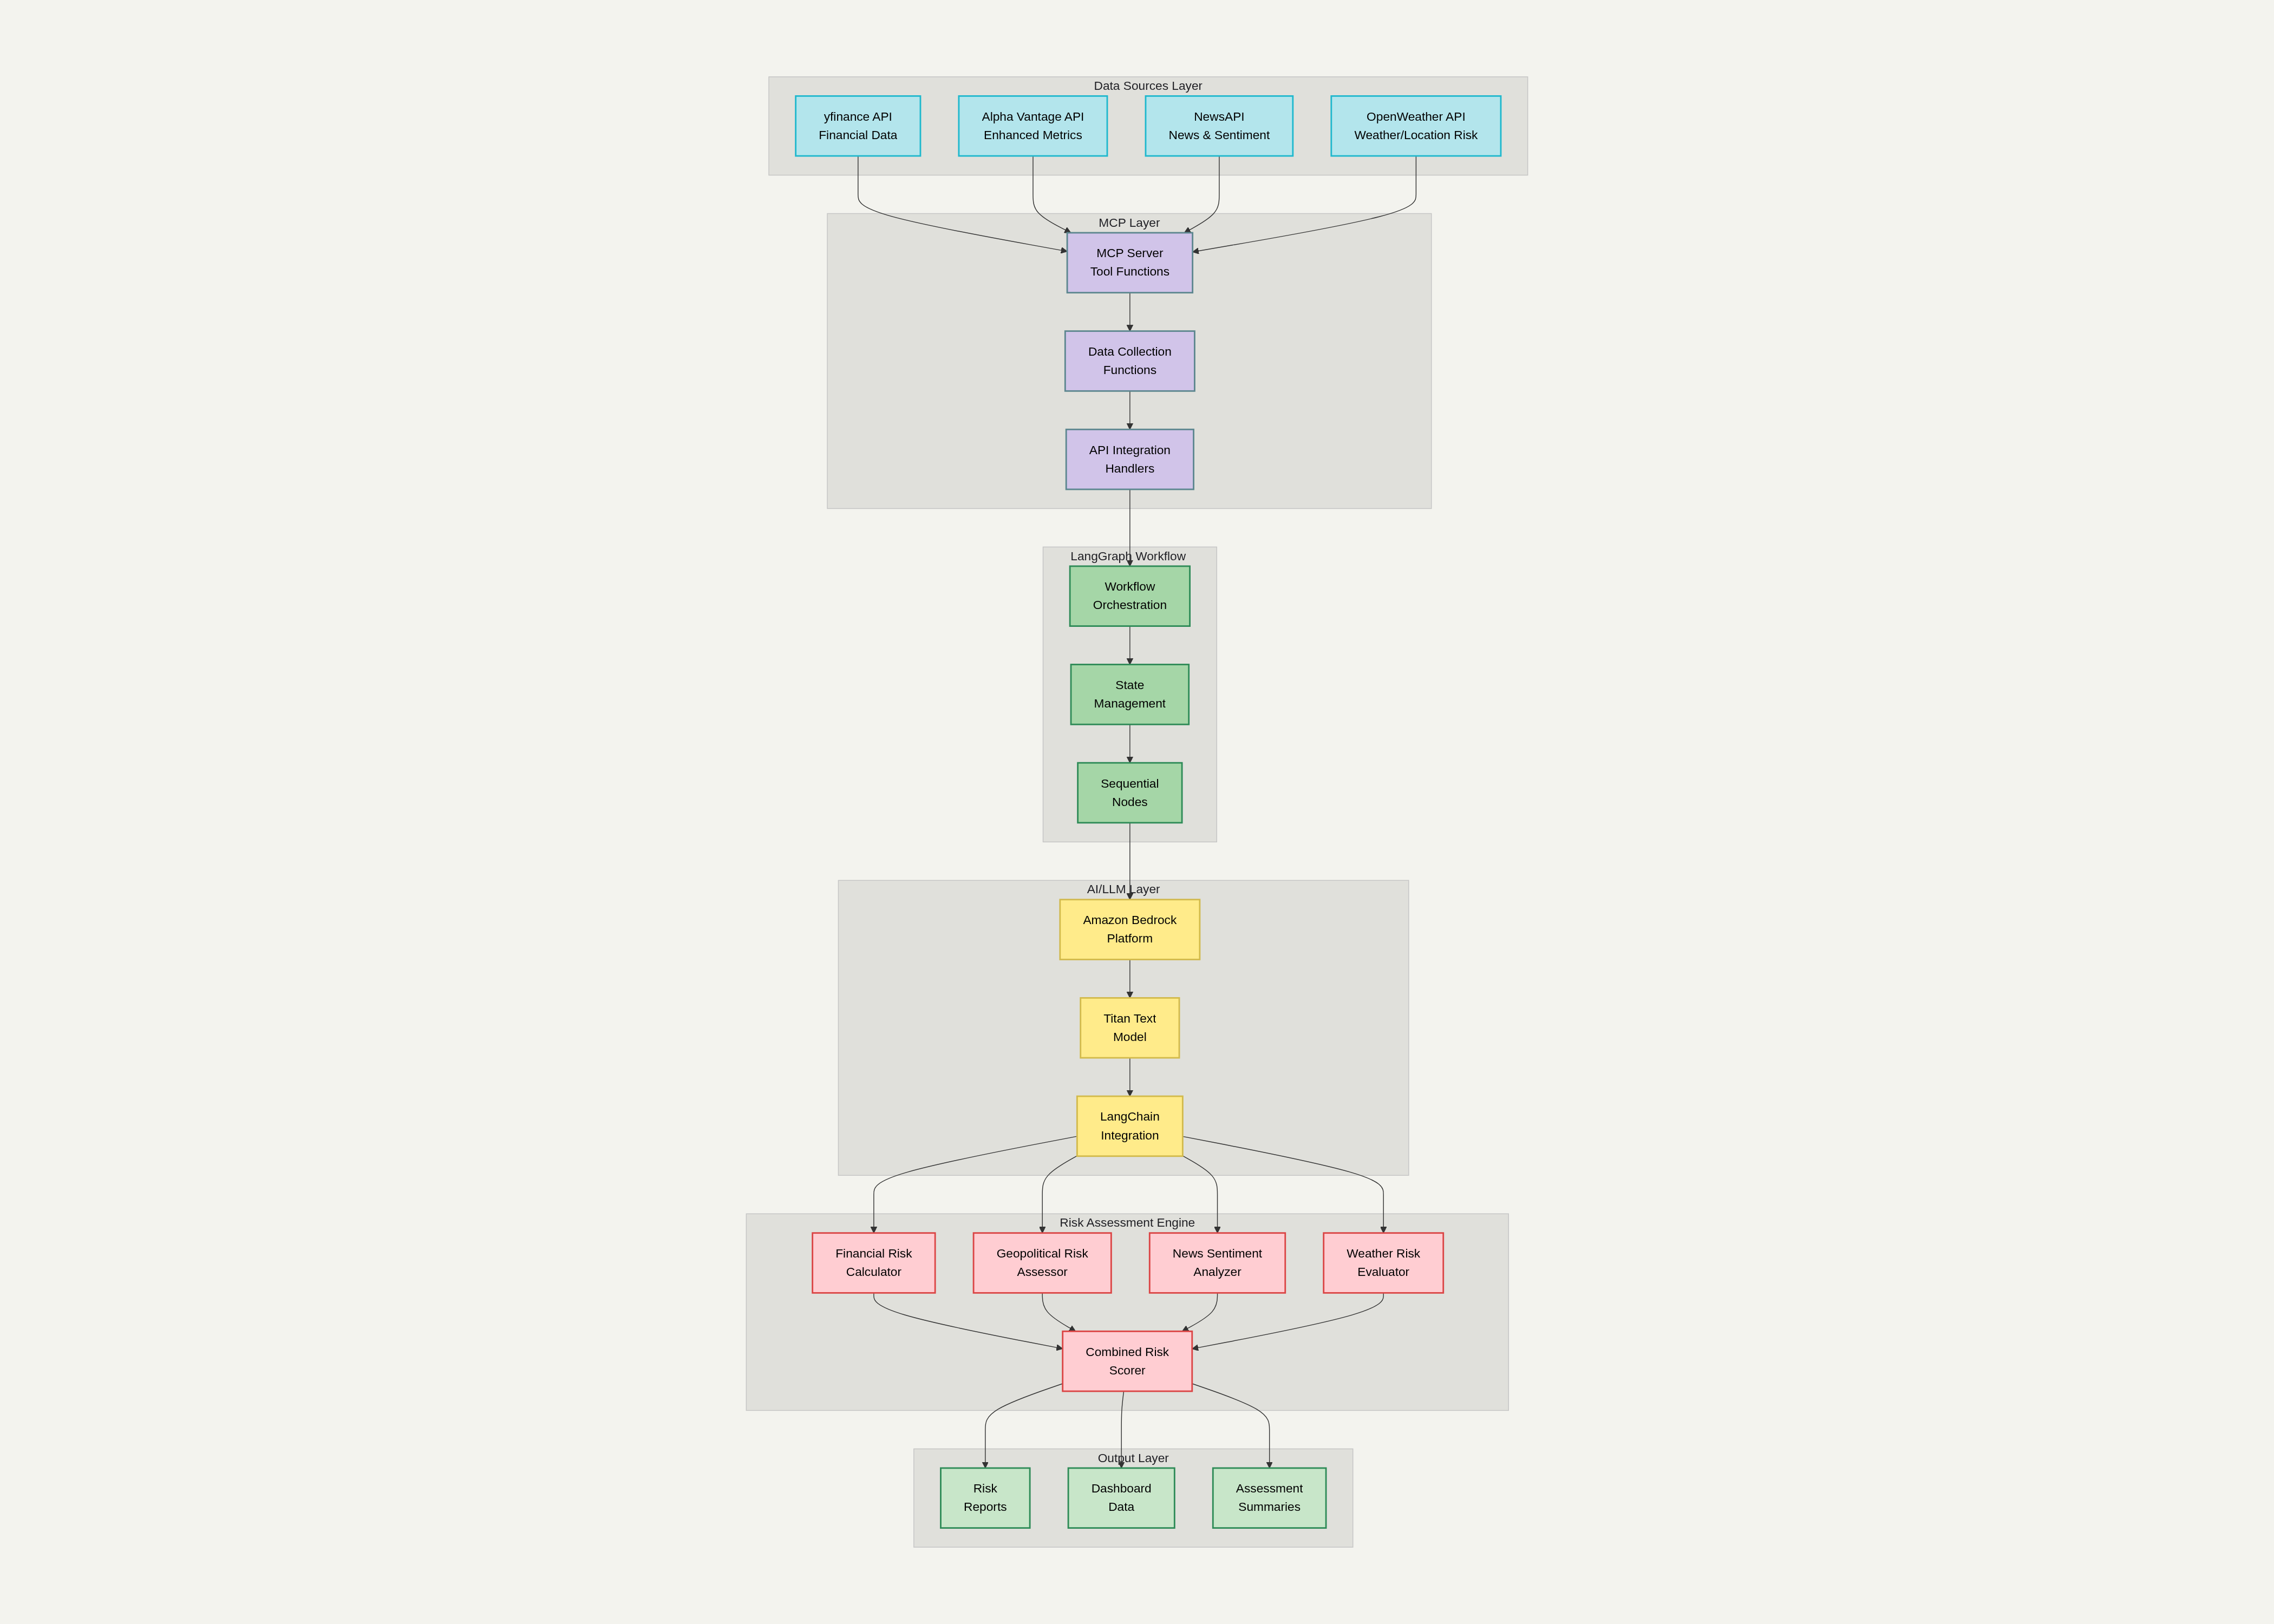 Data Sources Layer
yfinance API
Financial Data
Alpha Vantage API
Enhanced Metrics
NewsAPI
News & Sentiment
OpenWeather API
Weather/Location Risk
MCP Layer
MCP Server
Tool Functions
Data Collection
Functions
API Integration
Handlers
LangGraph Workflow
Workflow
Orchestration
State
Management
Sequential
Nodes
AI/LLM Layer
Amazon Bedrock
Platform
Titan Text
Model
LangChain
Integration
Risk Assessment Engine
Financial Risk
Calculator
Geopolitical Risk
Assessor
News Sentiment
Analyzer
Weather Risk
Evaluator
Combined Risk
Scorer
Output Layer
Risk
Reports
Dashboard
Data
Assessment
Summaries